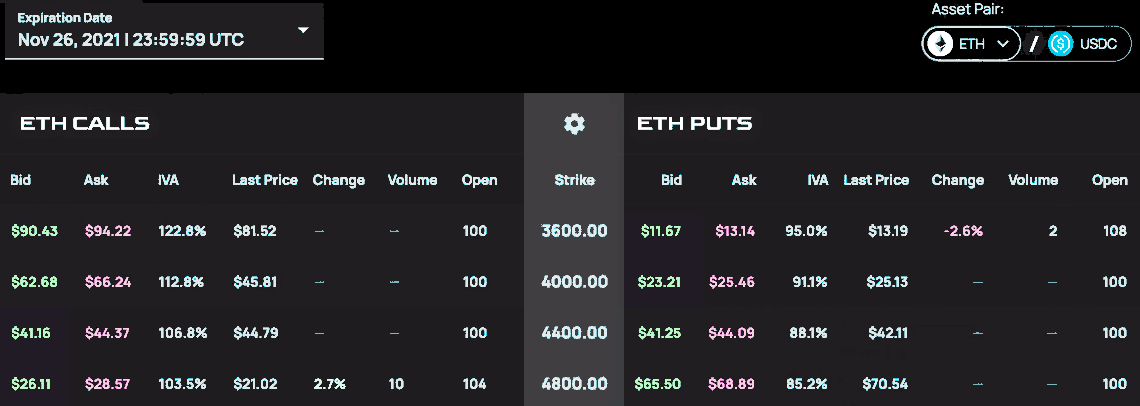 Expiration Date
Nov 26, 2021 | 23:59:59 UTC
Asset Pair:
ETH / USDC
ETH CALLS ETH PUTS
Bid Ask IVA Last Price Change Volume Open Strike Bid Ask IVA Last Price Change Volume Open
$90.43 $94.22 122.8% $81.52 — — 100 3600.00 $11.67 $13.14 95.0% $13.19 -2.6% 2 108
$62.68 $66.24 112.8% $45.81 — — 100 4000.00 $23.21 $25.46 91.1% $25.13 — — 100
$41.16 $44.37 106.8% $44.79 — — 100 4400.00 $41.25 $44.09 88.1% $42.11 — — 100
$26.11 $28.57 103.5% $21.02 2.7% 10 104 4800.00 $65.50 $68.89 85.2% $70.54 — — 100